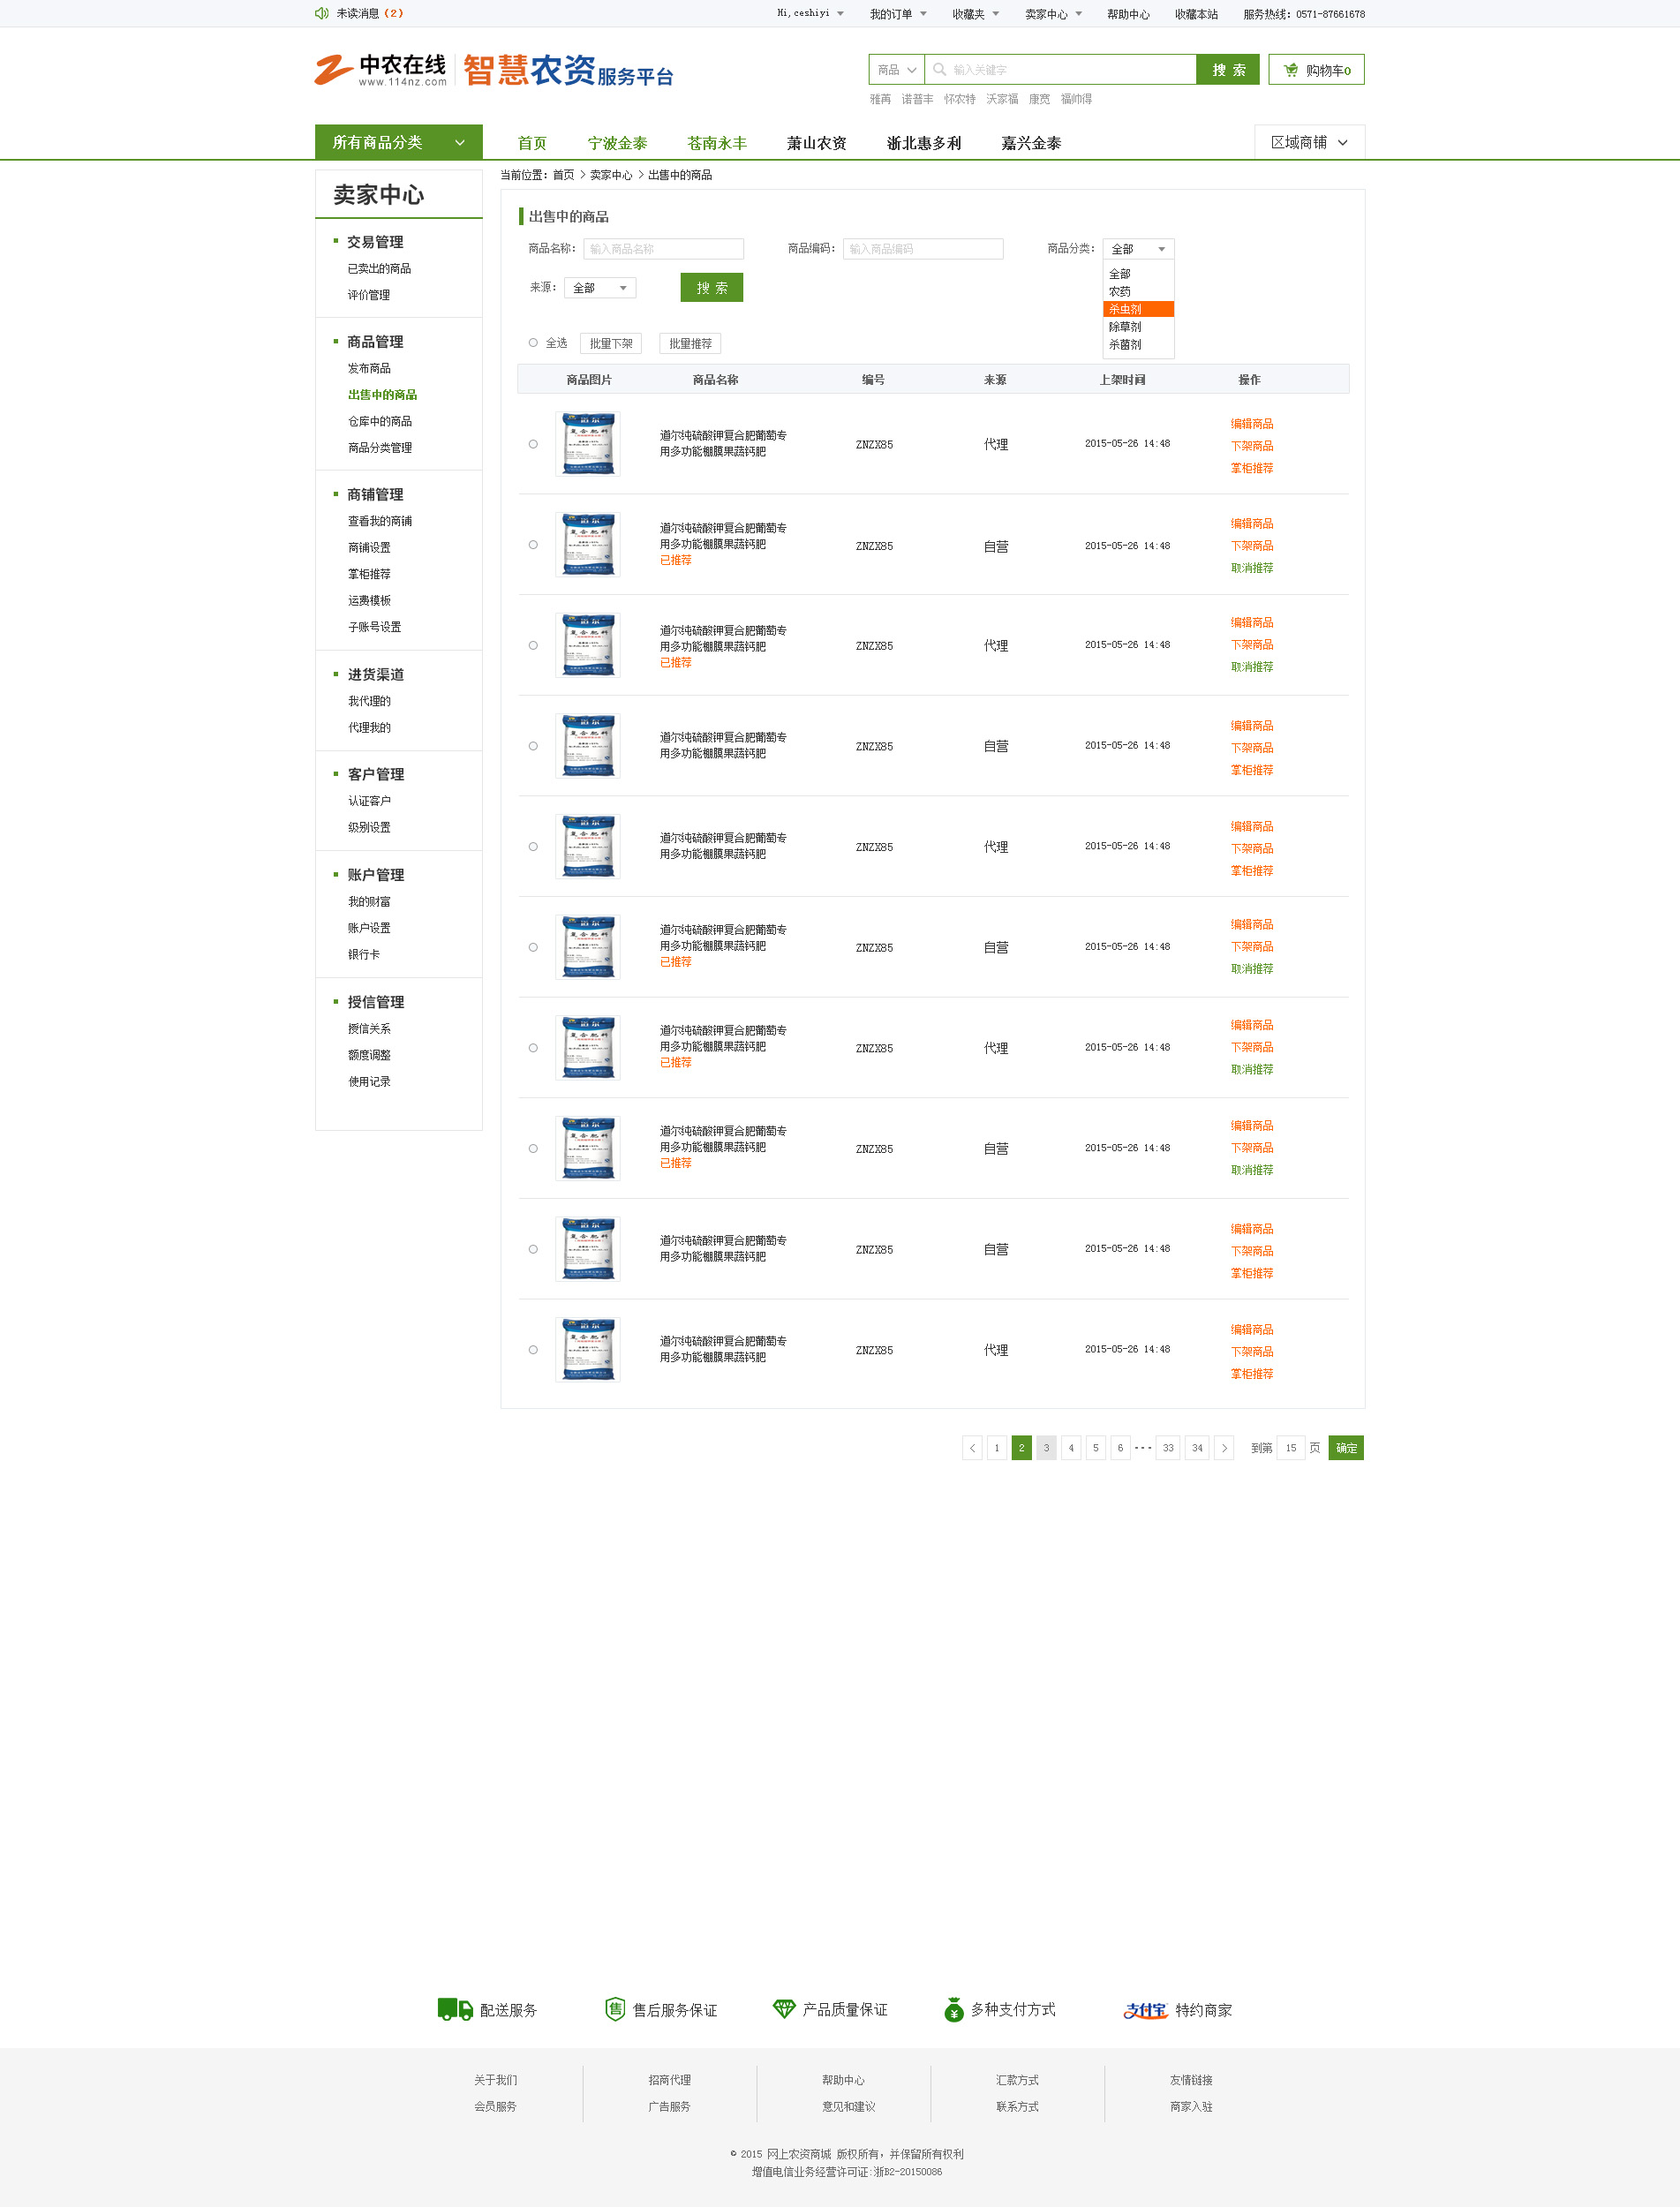 未读消息（2）
Hi,ceshiyi 我的订单 收藏夹 卖家中心 帮助中心 收藏本站 服务热线：0571-87661678
中农在线 智慧农资服务平台
www.114nz.com
商品 输入关键字 搜 索 购物车0
雅苒 诺普丰 怀农特 沃家福 康宽 福帅得
所有商品分类 首页 宁波金泰 苍南永丰 萧山农资 浙北惠多利 嘉兴金泰 区域商铺
当前位置：首页 > 卖家中心 > 出售中的商品
卖家中心
交易管理
已卖出的商品
评价管理
商品管理
发布商品
出售中的商品
仓库中的商品
商品分类管理
商铺管理
查看我的商铺
商铺设置
掌柜推荐
运费模板
子账号设置
进货渠道
我代理的
代理我的
客户管理
认证客户
级别设置
账户管理
我的财富
账户设置
银行卡
授信管理
授信关系
额度调整
使用记录
出售中的商品
商品名称： 输入商品名称 商品编码： 输入商品编码 商品分类： 全部
全部
农药
杀虫剂
除草剂
杀菌剂
来源： 全部 搜 索
全选 批量下架 批量推荐
商品图片 商品名称 编号 来源 上架时间 操作
道尔纯硫酸钾复合肥葡萄专
用多功能棚膜果蔬钙肥
ZNZX85 代理 2015-05-26 14:48
编辑商品
下架商品
掌柜推荐
道尔纯硫酸钾复合肥葡萄专
用多功能棚膜果蔬钙肥
已推荐
ZNZX85 自营 2015-05-26 14:48
编辑商品
下架商品
取消推荐
道尔纯硫酸钾复合肥葡萄专
用多功能棚膜果蔬钙肥
已推荐
ZNZX85 代理 2015-05-26 14:48
编辑商品
下架商品
取消推荐
道尔纯硫酸钾复合肥葡萄专
用多功能棚膜果蔬钙肥
ZNZX85 自营 2015-05-26 14:48
编辑商品
下架商品
掌柜推荐
道尔纯硫酸钾复合肥葡萄专
用多功能棚膜果蔬钙肥
ZNZX85 代理 2015-05-26 14:48
编辑商品
下架商品
掌柜推荐
道尔纯硫酸钾复合肥葡萄专
用多功能棚膜果蔬钙肥
已推荐
ZNZX85 自营 2015-05-26 14:48
编辑商品
下架商品
取消推荐
道尔纯硫酸钾复合肥葡萄专
用多功能棚膜果蔬钙肥
已推荐
ZNZX85 代理 2015-05-26 14:48
编辑商品
下架商品
取消推荐
道尔纯硫酸钾复合肥葡萄专
用多功能棚膜果蔬钙肥
已推荐
ZNZX85 自营 2015-05-26 14:48
编辑商品
下架商品
取消推荐
道尔纯硫酸钾复合肥葡萄专
用多功能棚膜果蔬钙肥
ZNZX85 自营 2015-05-26 14:48
编辑商品
下架商品
掌柜推荐
道尔纯硫酸钾复合肥葡萄专
用多功能棚膜果蔬钙肥
ZNZX85 代理 2015-05-26 14:48
编辑商品
下架商品
掌柜推荐
< 1 2 3 4 5 6 --- 33 34 > 到第 15 页 确定
配送服务 售 售后服务保证 产品质量保证 ¥ 多种支付方式 支付宝 特约商家
关于我们 招商代理 帮助中心 汇款方式 友情链接
会员服务 广告服务 意见和建议 联系方式 商家入驻
© 2015 网上农资商城 版权所有，并保留所有权利
增值电信业务经营许可证:浙B2-20150086